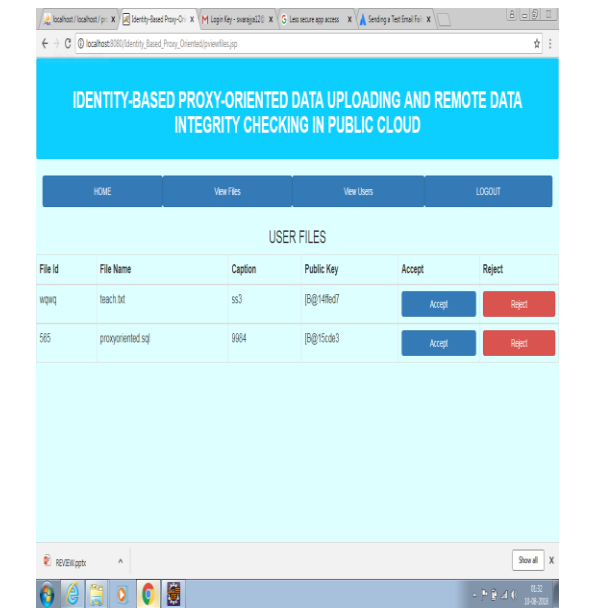 localhost / localhost / pr
Identity-Based Proxy-Ori
Login Key - swarajya120
Less secure app access
Sending a Test Email Fol
localhost:8080/Identity_Based_Proxy_Oriented/pviewfiles.jsp
IDENTITY-BASED PROXY-ORIENTED DATA UPLOADING AND REMOTE DATA
INTEGRITY CHECKING IN PUBLIC CLOUD
HOME View Files View Users LOGOUT
USER FILES
File Id File Name Caption Public Key Accept Reject
wqwq teach.txt ss3 [B@14ffed7 Accept Reject
565 proxyoriented.sql 9984 [B@15cde3 Accept Reject
REVIEW.pptx Show all
01:32
18-08-2018